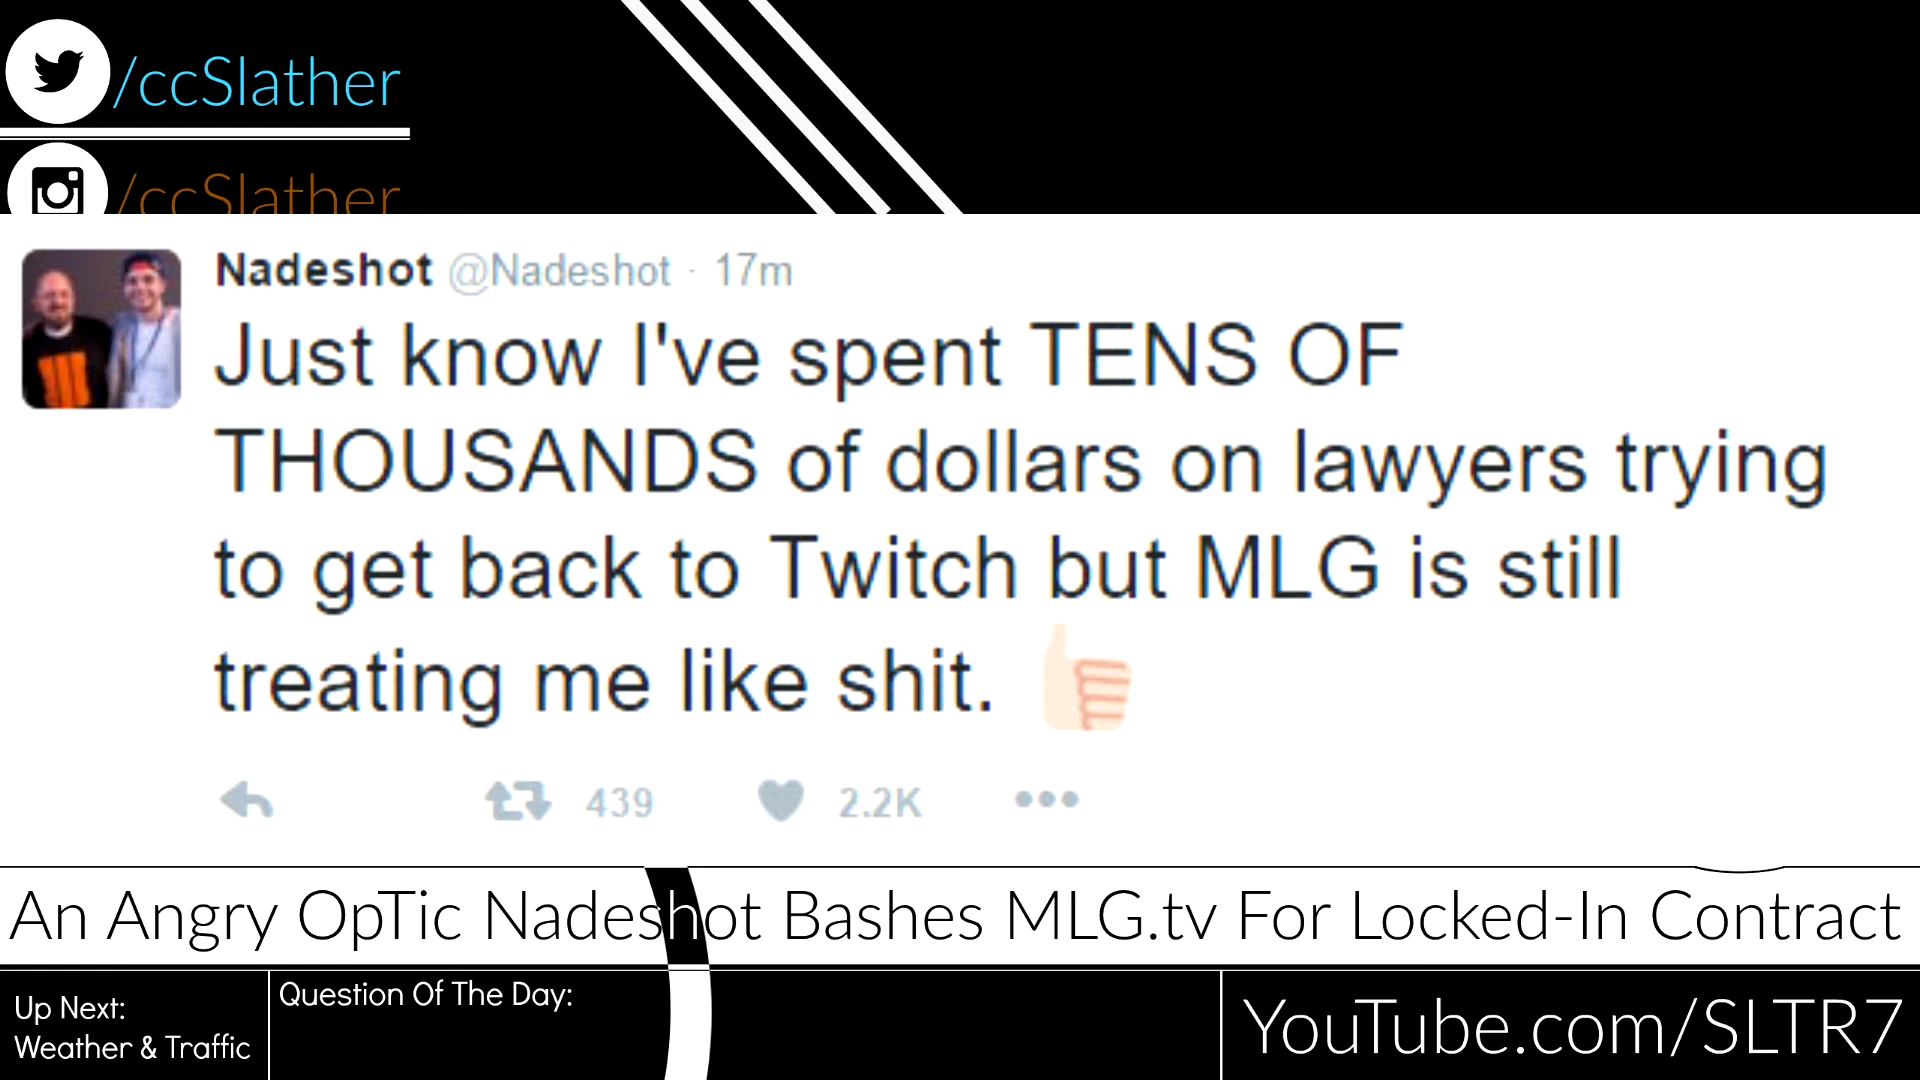 /ccSlather
/ccSlather
Nadeshot @Nadeshot · 17m
Just know I've spent TENS OF
THOUSANDS of dollars on lawyers trying
to get back to Twitch but MLG is still
treating me like shit.
439 2.2K
An Angry OpTic Nadeshot Bashes MLG.tv For Locked-In Contract
Up Next:
Weather & Traffic
Question Of The Day:
YouTube.com/SLTR7